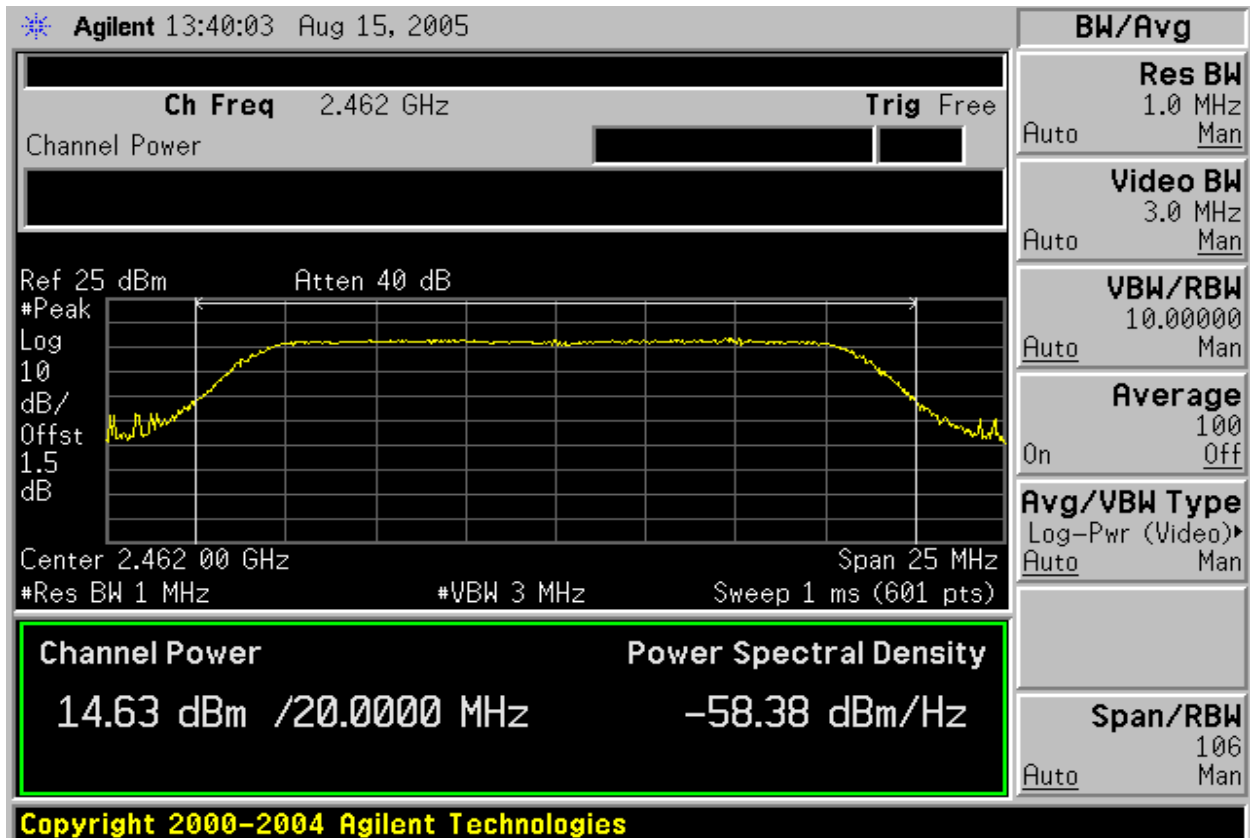 Agilent 13:40:03 Aug 15, 2005
Ch Freq 2.462 GHz Trig Free
Channel Power
Ref 25 dBm Atten 40 dB
#Peak
Log
10
dB/
Offst
1.5
dB
Center 2.462 00 GHz Span 25 MHz
#Res BW 1 MHz #VBW 3 MHz Sweep 1 ms (601 pts)
Channel Power Power Spectral Density
14.63 dBm /20.0000 MHz -58.38 dBm/Hz
Copyright 2000-2004 Agilent Technologies
BW/Avg
Res BW
1.0 MHz
Auto Man
Video BW
3.0 MHz
Auto Man
VBW/RBW
10.00000
Auto Man
Average
100
On Off
Avg/VBW Type
Log-Pwr (Video)
Auto Man
Span/RBW
106
Auto Man